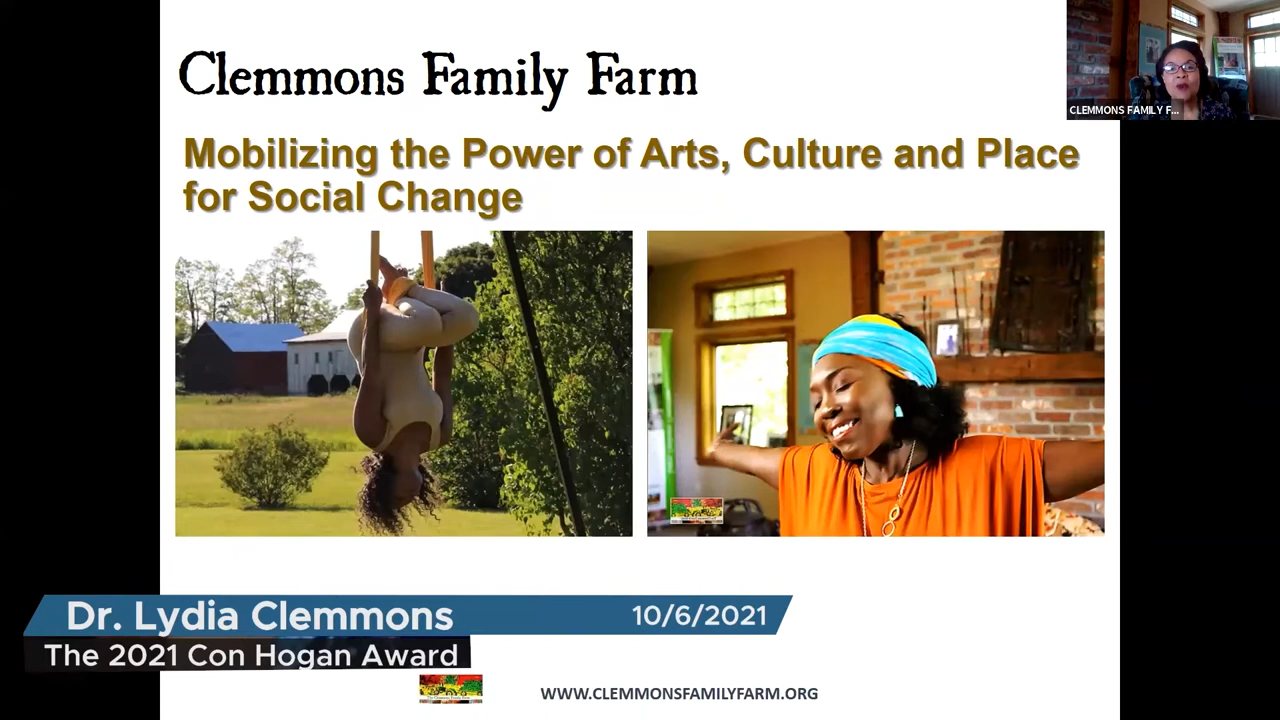 Clemmons Family Farm
CLEMMONS FAMILY F...
Mobilizing the Power of Arts, Culture and Place
for Social Change
Dr. Lydia Clemmons
10/6/2021
The 2021 Con Hogan Award
WWW.CLEMMONSFAMILYFARM.ORG